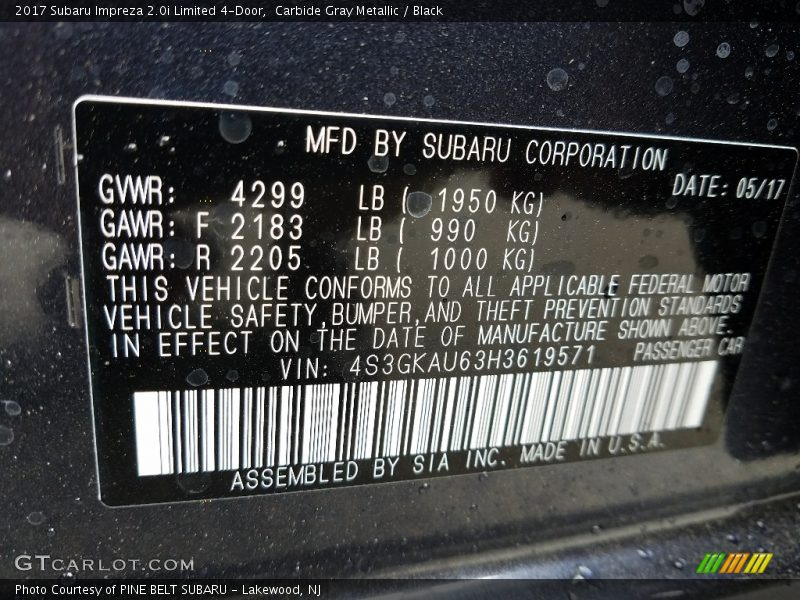 2017 Subaru Impreza 2.0i Limited 4-Door,  Carbide Gray Metallic / Black
MFD BY SUBARU CORPORATION
GVWR: 4299 LB ( 1950 KG) DATE: 05/17
GAWR: F 2183 LB ( 990 KG)
GAWR: R 2205 LB ( 1000 KG)
THIS VEHICLE CONFORMS TO ALL APPLICABLE FEDERAL MOTOR
VEHICLE SAFETY,BUMPER,AND THEFT PREVENTION STANDARDS
IN EFFECT ON THE DATE OF MANUFACTURE SHOWN ABOVE.
VIN: 4S3GKAU63H3619571 PASSENGER CAR
ASSEMBLED BY SIA INC. MADE IN U.S.A.
GTCARLOT.COM
Photo Courtesy of PINE BELT SUBARU - Lakewood, NJ